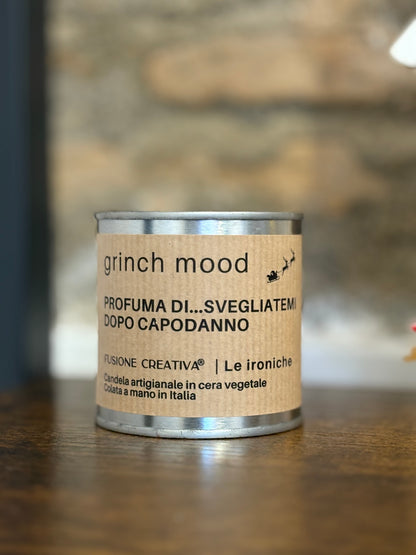 grinch mood
PROFUMA DI...SVEGLIATEMI
DOPO CAPODANNO
FUSIONE CREATIVA® | Le ironiche
Candela artigianale in cera vegetale
Colata a mano in Italia